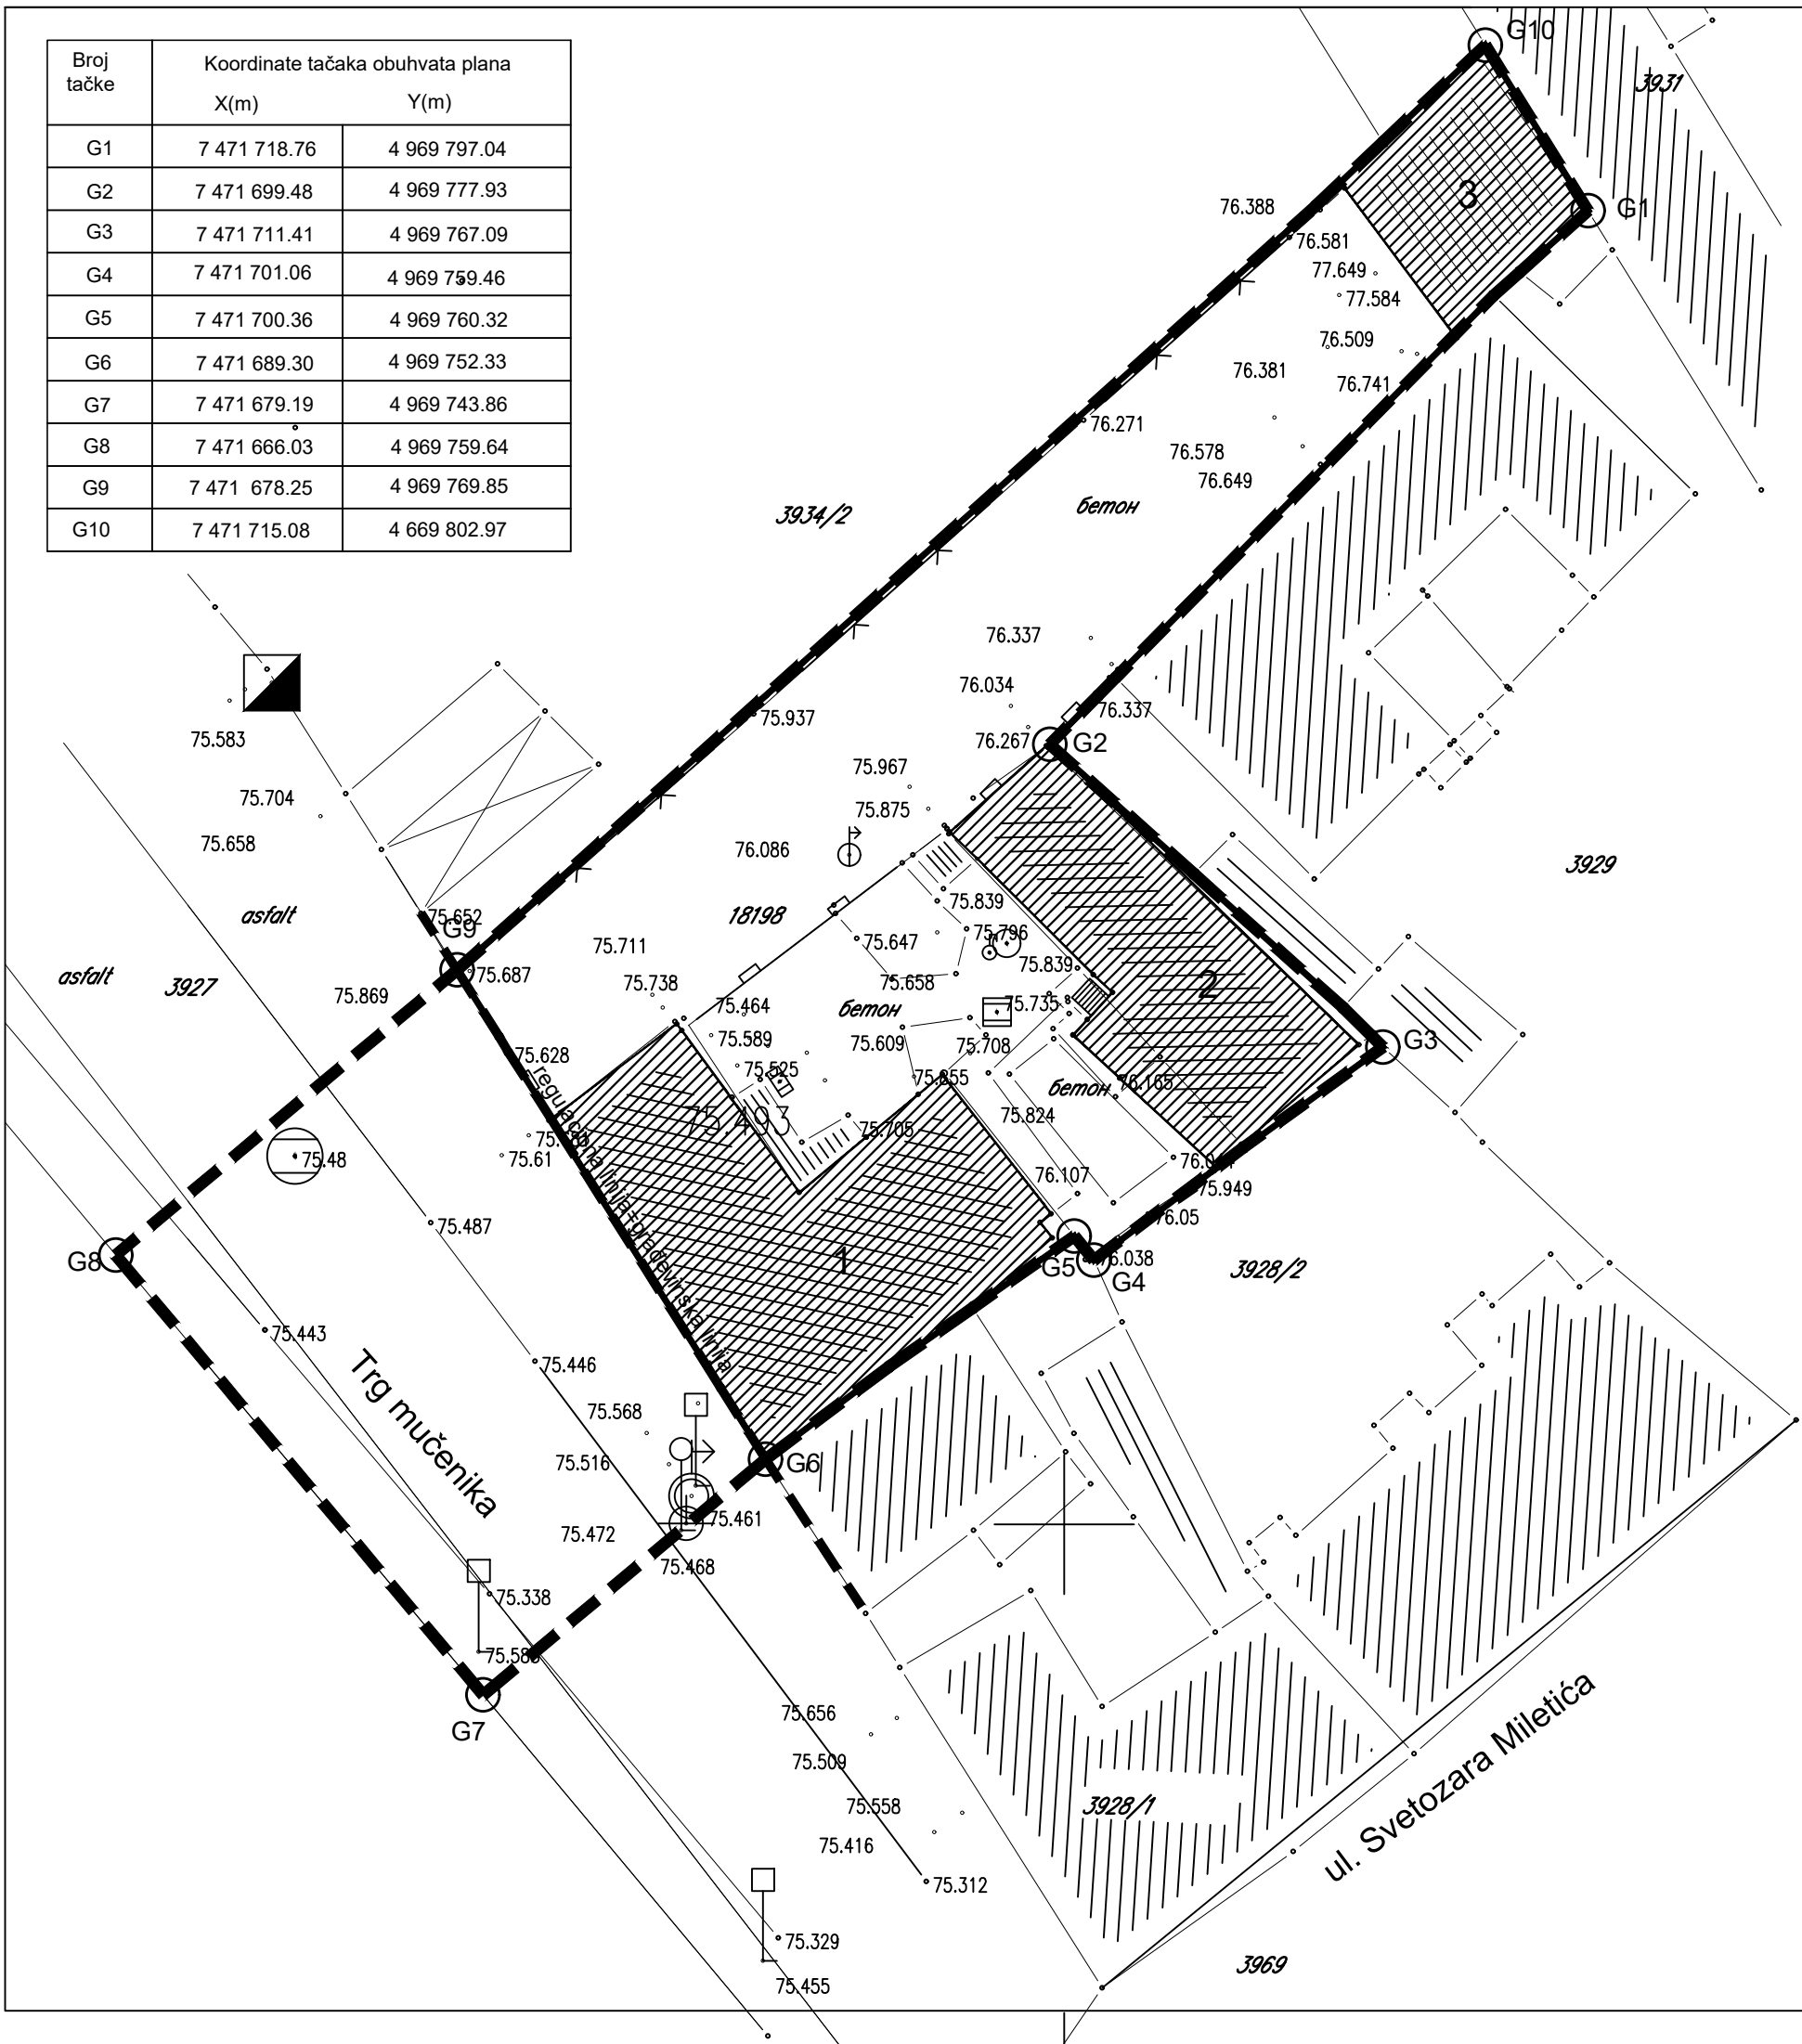 Broj tačke
Koordinate tačaka obuhvata plana
X(m) Y(m)
G1 7 471 718.76 4 969 797.04
G2 7 471 699.48 4 969 777.93
G3 7 471 711.41 4 969 767.09
G4 7 471 701.06 4 969 759.46
G5 7 471 700.36 4 969 760.32
G6 7 471 689.30 4 969 752.33
G7 7 471 679.19 4 969 743.86
G8 7 471 666.03 4 969 759.64
G9 7 471 678.25 4 969 769.85
G10 7 471 715.08 4 669 802.97
G10
3931
3
G1
76.388
76.581
77.649
77.584
76.509
76.381
76.741
76.271
76.578
76.649
3934/2
бетон
76.337
76.034
76.337
76.267
G2
75.937
75.583
75.967
75.704
75.875
75.658
76.086
3929
75.839
75.652
asfalt
18198
G9
75.796
75.711
75.647
75.839
asfalt
3927
75.687
75.738
75.658
2
75.869
75.464
бетон
75.735
75.589
75.609
75.708
G3
75.628
75.525
75.855
бетон
76.165
75.493
75.824
75.705
75.61
75.48
76.107
75.949
76.05
75.487
G8
1
G5
76.038
G4
3928/2
regulaciona linija=građevinska linija
75.443
75.446
Trg mučenika
75.568
75.516
G6
75.461
75.472
75.468
75.338
G7
75.656
75.509
75.558
75.416
3928/1
ul. Svetozara Miletića
75.312
75.329
75.455
3969